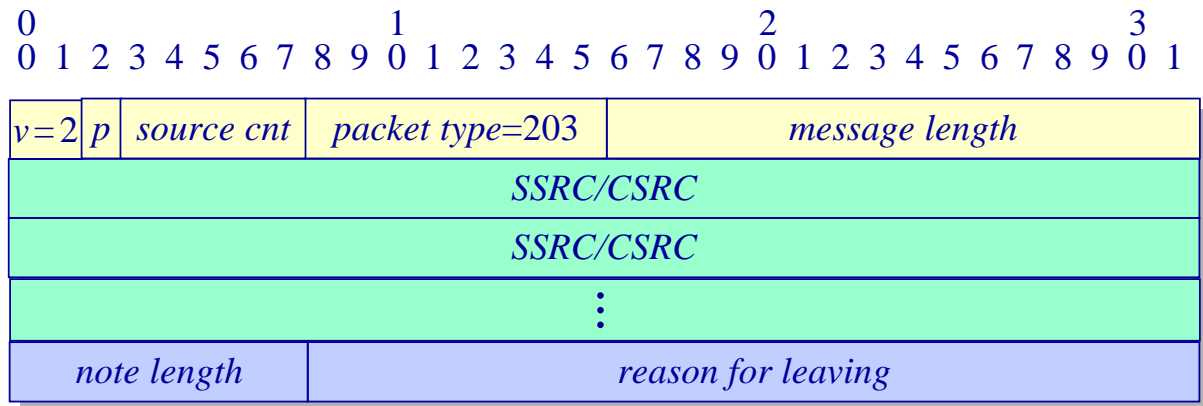 0 1 2 3
0 1 2 3 4 5 6 7 8 9 0 1 2 3 4 5 6 7 8 9 0 1 2 3 4 5 6 7 8 9 0 1
v=2 p source cnt packet type=203 message length
SSRC/CSRC
SSRC/CSRC
⋮
note length reason for leaving